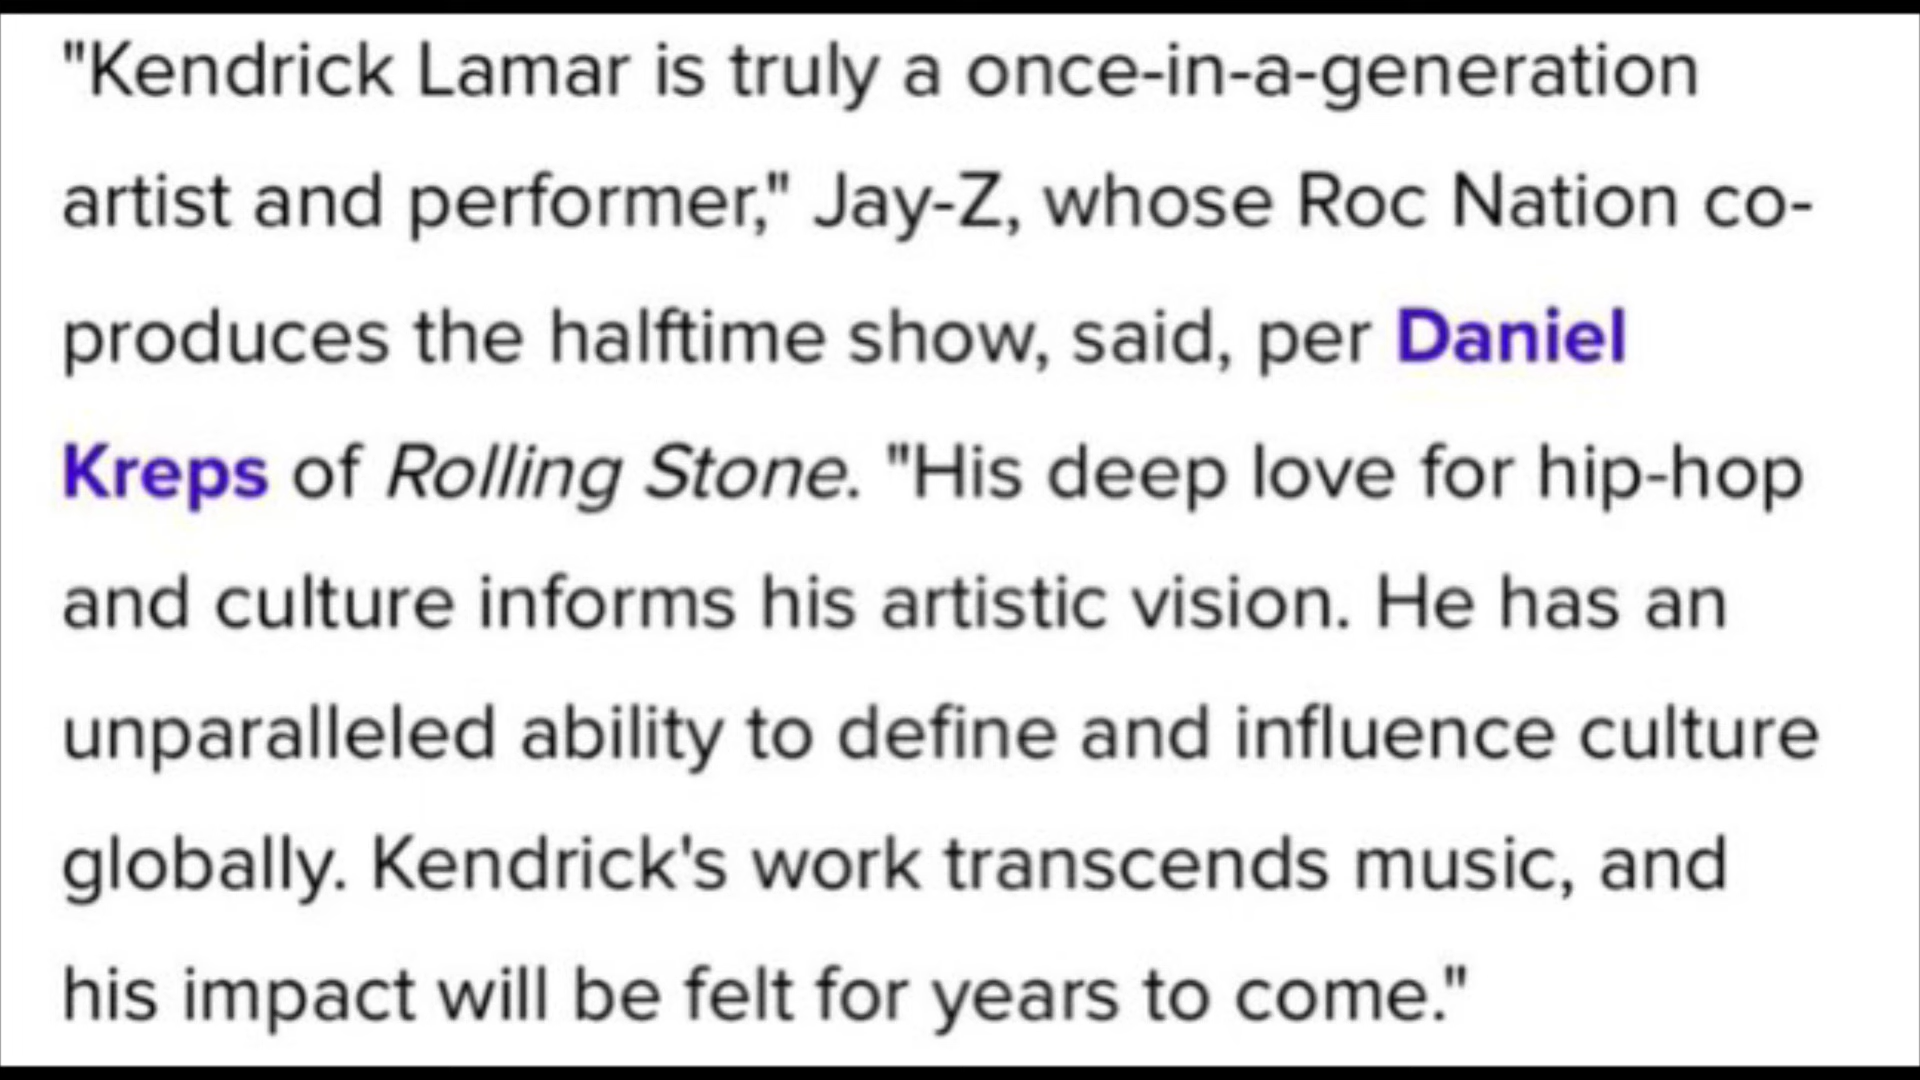 "Kendrick Lamar is truly a once-in-a-generation
artist and performer," Jay-Z, whose Roc Nation co-
produces the halftime show, said, per Daniel
Kreps of Rolling Stone. "His deep love for hip-hop
and culture informs his artistic vision. He has an
unparalleled ability to define and influence culture
globally. Kendrick's work transcends music, and
his impact will be felt for years to come."